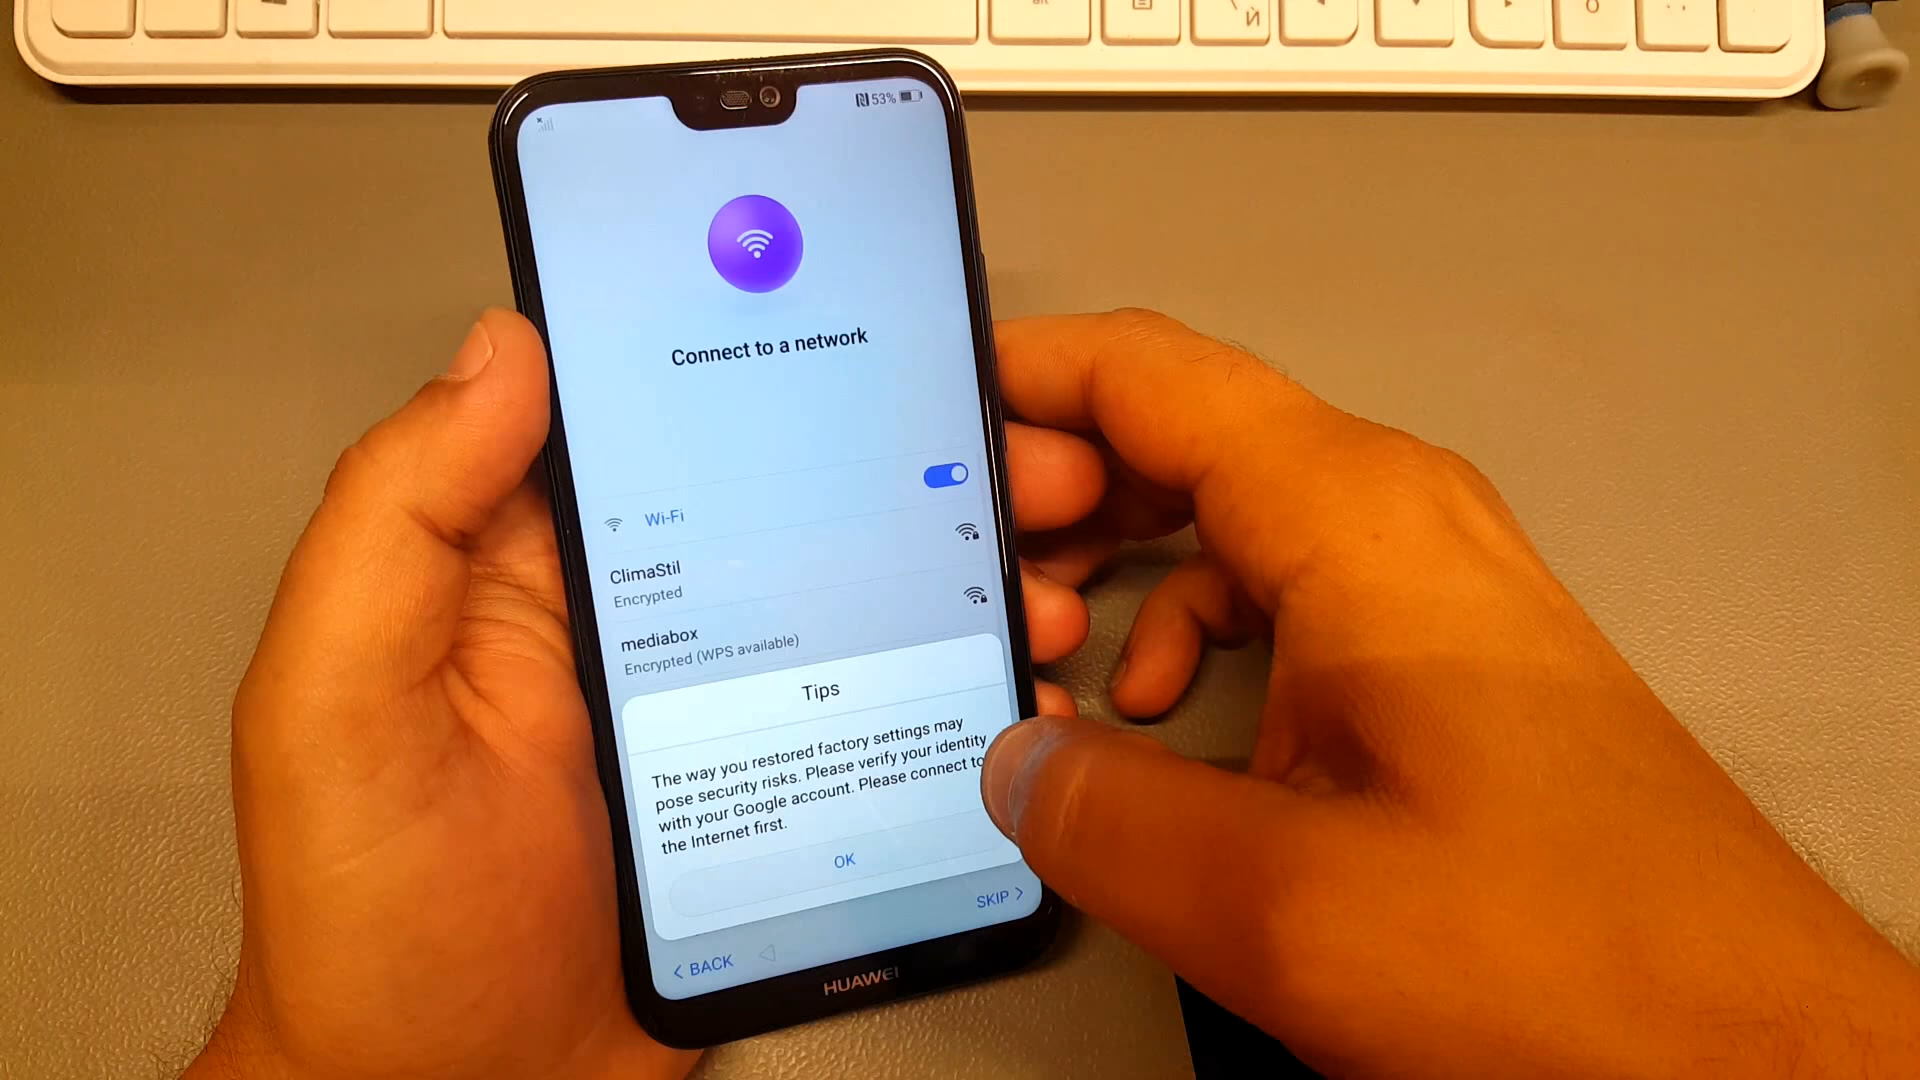 53%
Connect to a network
Wi-Fi
ClimaStil
Encrypted
mediabox
Encrypted (WPS available)
Tips
The way you restored factory settings may
pose security risks. Please verify your identity
with your Google account. Please connect to
the Internet first.
OK
SKIP >
< BACK
HUAWEI